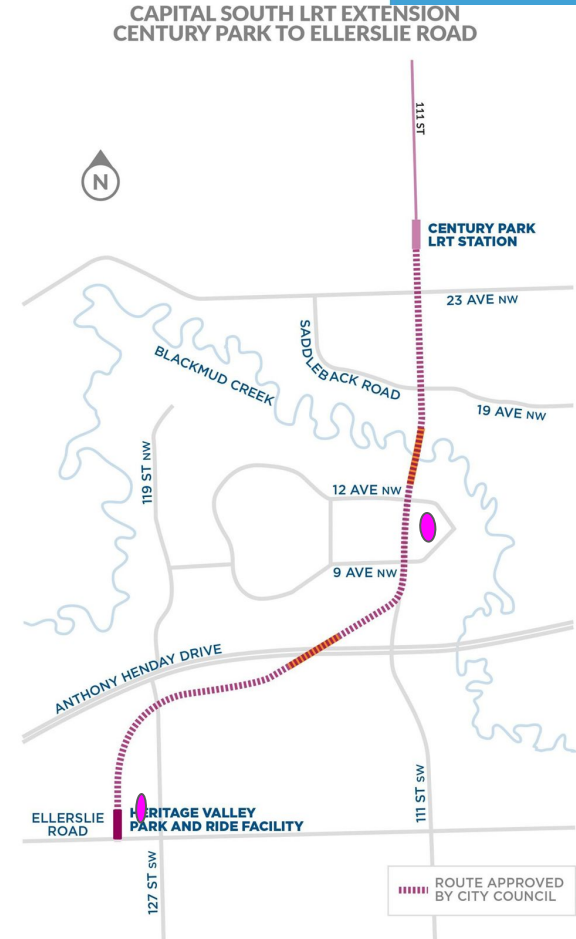 CAPITAL SOUTH LRT EXTENSION
CENTURY PARK TO ELLERSLIE ROAD
111 ST
N
CENTURY PARK
LRT STATION
23 AVE NW
SADDLEBACK ROAD
BLACKMUD CREEK
19 AVE NW
119 ST NW
12 AVE NW
9 AVE NW
ANTHONY HENDAY DRIVE
111 ST SW
ELLERSLIE
ROAD
HERITAGE VALLEY
PARK AND RIDE FACILITY
127 ST SW
ROUTE APPROVED
BY CITY COUNCIL